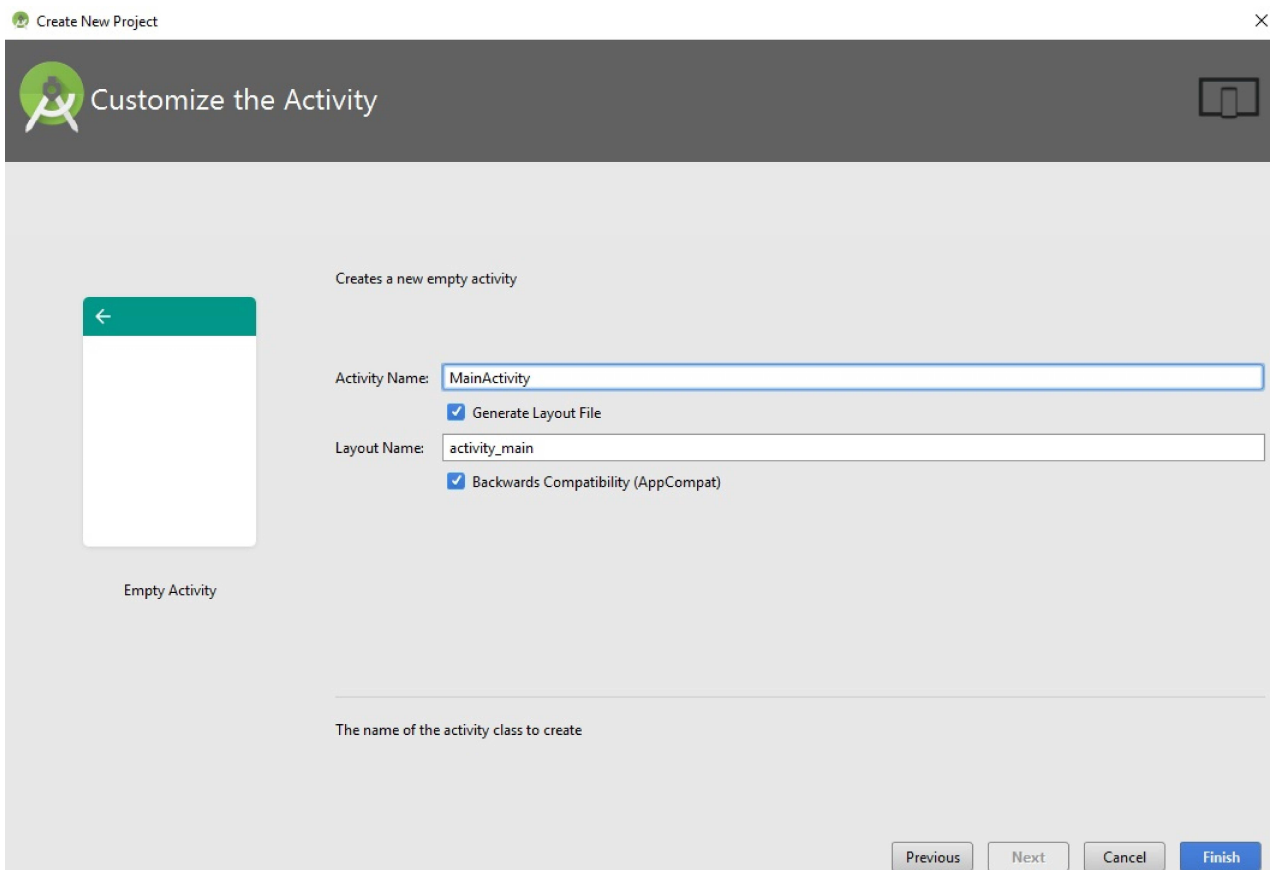 Create New Project
Customize the Activity
Creates a new empty activity
Activity Name: MainActivity
Generate Layout File
Layout Name: activity_main
Backwards Compatibility (AppCompat)
Empty Activity
The name of the activity class to create
Previous Next Cancel Finish